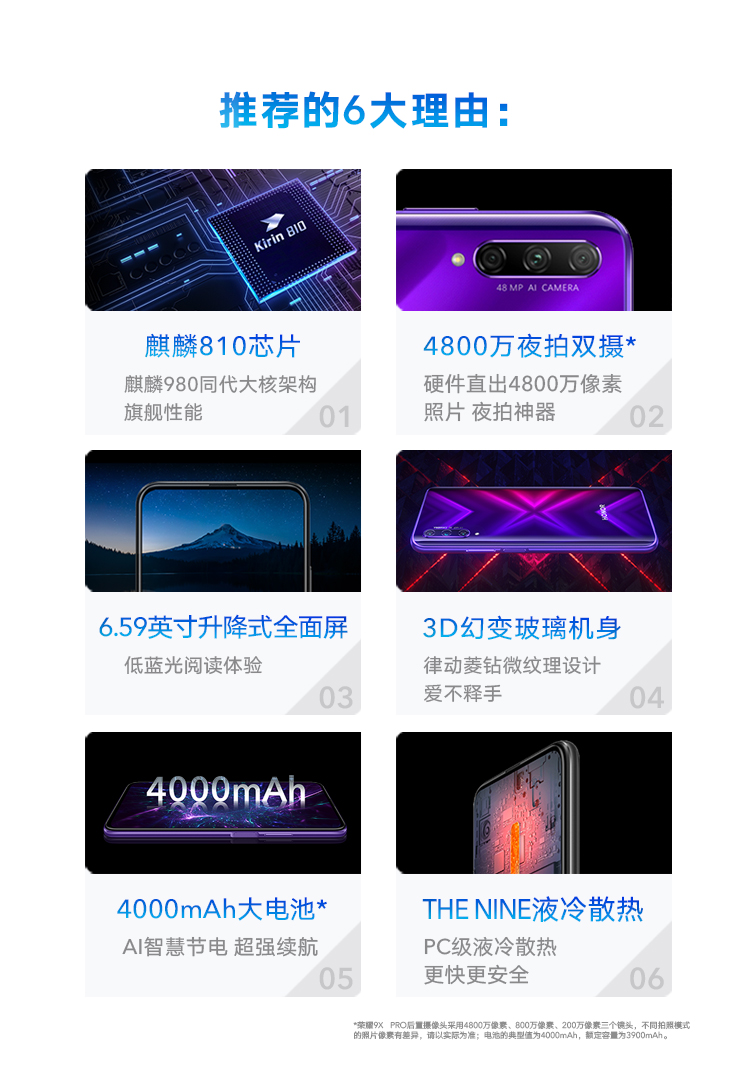 推荐的6大理由：
Kirin 810
48 MP AI CAMERA
麒麟810芯片
麒麟980同代大核架构
旗舰性能
01
4800万夜拍双摄*
硬件直出4800万像素
照片 夜拍神器
02
HONOR
6.59英寸升降式全面屏
低蓝光阅读体验
03
3D幻变玻璃机身
律动菱钻微纹理设计
爱不释手
04
4000mAh
4000mAh大电池*
AI智慧节电 超强续航
05
THE NINE液冷散热
PC级液冷散热
更快更安全
06
*荣耀9X PRO后置摄像头采用4800万像素、800万像素、200万像素三个镜头，不同拍照模式
的照片像素有差异，请以实际为准；电池的典型值为4000mAh，额定容量为3900mAh。